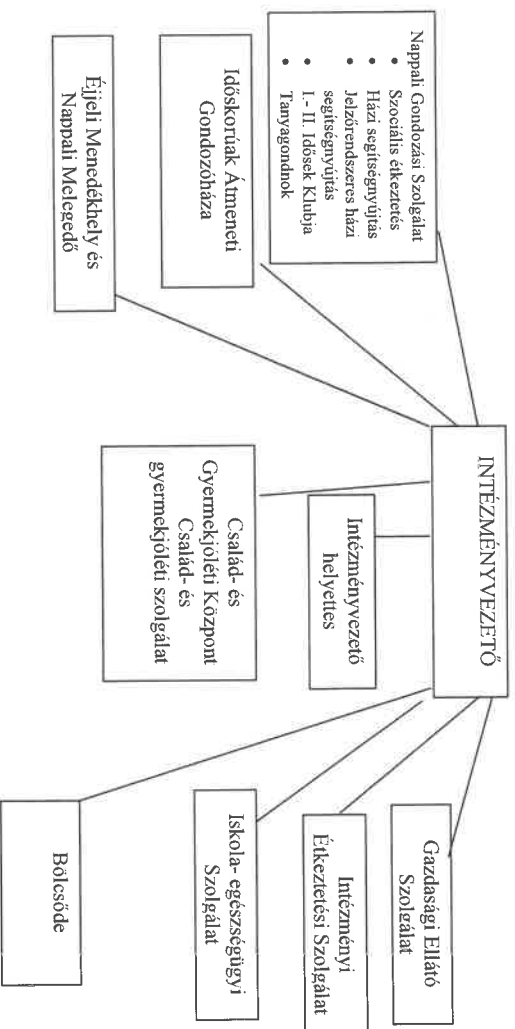 INTÉZMÉNYVEZETŐ
Nappali Gondozási Szolgálat
• Szociális étkeztetés
• Házi segítségnyújtás
• Jelzőrendszeres házi
segítségnyújtás
• I.- II. Idősek Klubja
• Tanyagondnok
Időskorúak Átmeneti
Gondozóháza
Éjjeli Menedékhely és
Nappali Melegedő
Intézményvezető
helyettes
Család- és
Gyermekjóléti Központ
Család- és
gyermekjóléti szolgálat
Gazdasági Ellátó
Szolgálat
Intézményi
Étkeztetési Szolgálat
Iskola- egészségügyi
Szolgálat
Bölcsőde